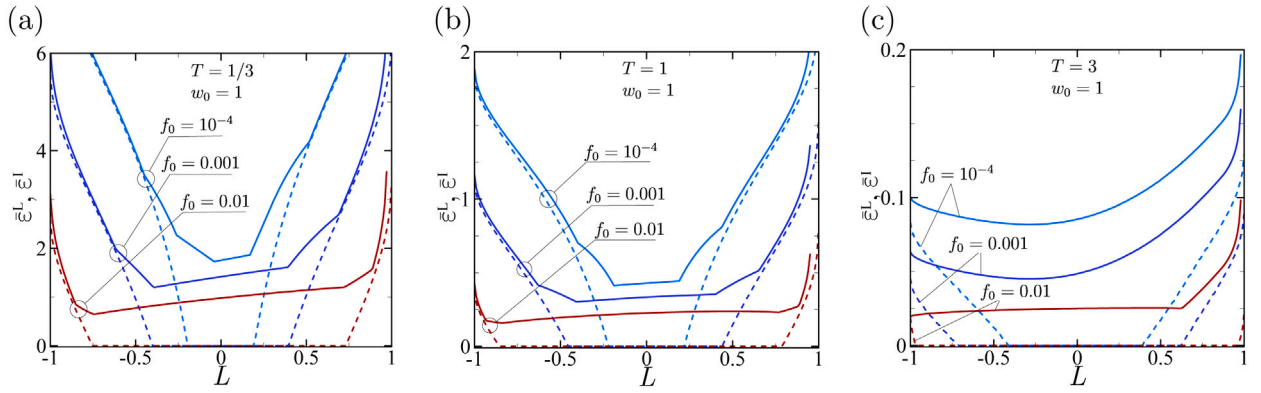 (a)
6
4
2
0
ε̄ᴸ, ε̄ᴵ
T = 1/3
w₀ = 1
f₀ = 10⁻⁴
f₀ = 0.001
f₀ = 0.01
-1 -0.5 0 0.5 1
L
(b)
2
1
0
ε̄ᴸ, ε̄ᴵ
T = 1
w₀ = 1
f₀ = 10⁻⁴
f₀ = 0.001
f₀ = 0.01
-1 -0.5 0 0.5 1
L
(c)
0.2
0.1
0
ε̄ᴸ, ε̄ᴵ
T = 3
w₀ = 1
f₀ = 10⁻⁴
f₀ = 0.001
f₀ = 0.01
-1 -0.5 0 0.5 1
L